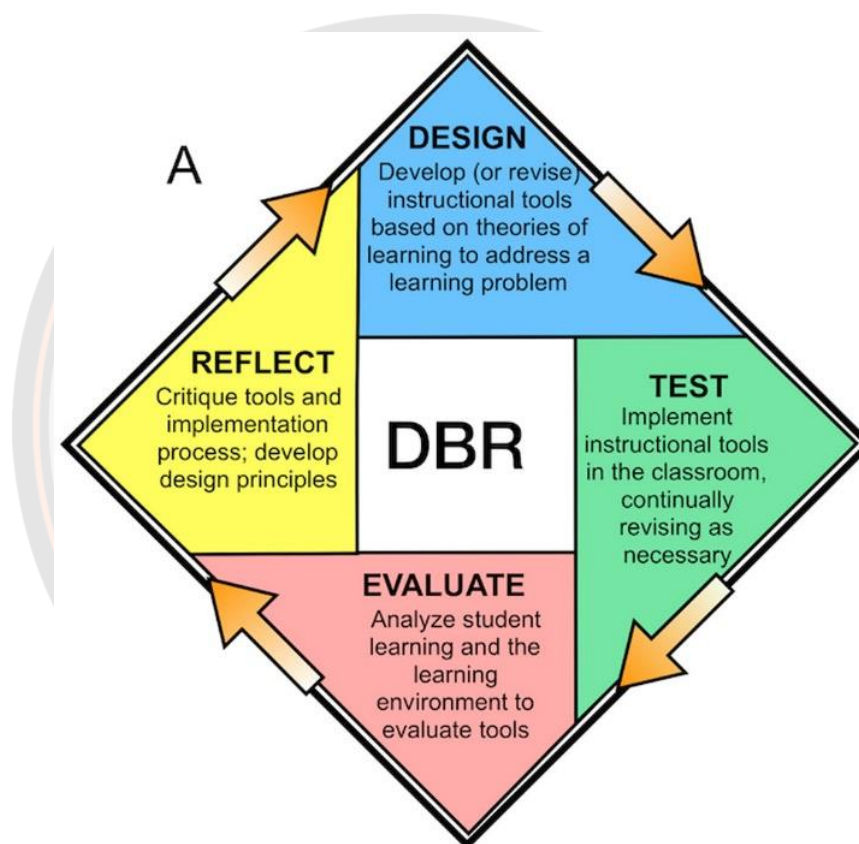 A
DESIGN
Develop (or revise)
instructional tools
based on theories of
learning to address a
learning problem
REFLECT
Critique tools and
implementation
process; develop
design principles
DBR
TEST
Implement
instructional tools
in the classroom,
continually
revising as
necessary
EVALUATE
Analyze student
learning and the
learning
environment to
evaluate tools